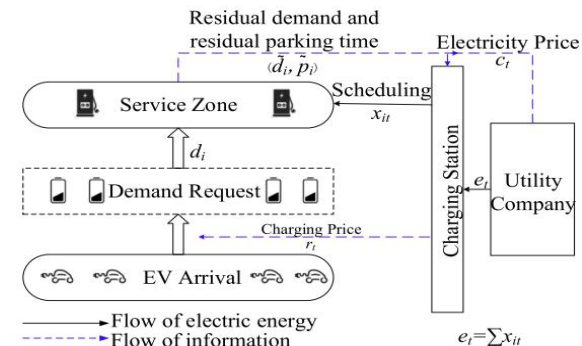 Residual demand and
residual parking time
(d̃ᵢ, p̃ᵢ)
Electricity Price
cₜ
Service Zone
Scheduling
xᵢₜ
dᵢ
Demand Request
Charging Station
eₜ
Utility
Company
Charging Price
rₜ
EV Arrival
Flow of electric energy
Flow of information
eₜ=∑xᵢₜ